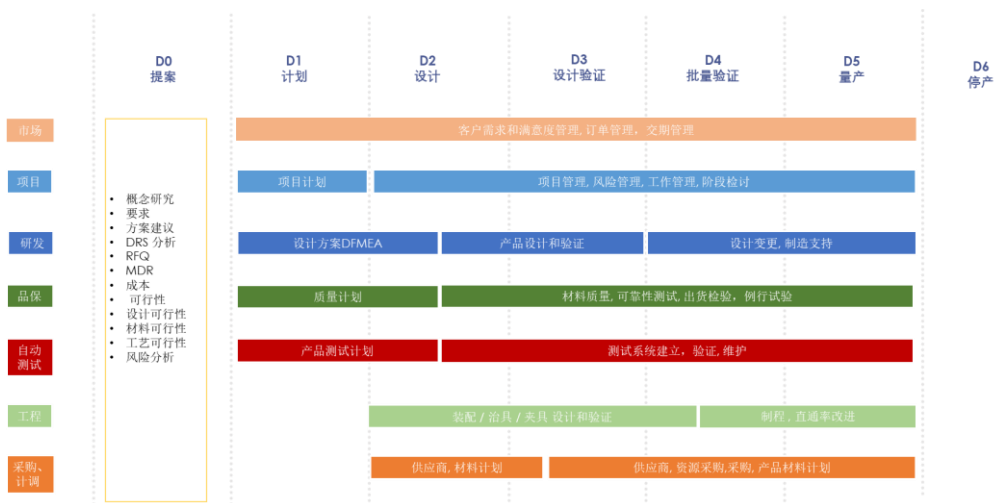 D0
提案
D1
计划
D2
设计
D3
设计验证
D4
批量验证
D5
量产
D6
停产
市场
客户需求和满意度管理, 订单管理，交期管理
项目
项目计划
项目管理, 风险管理, 工作管理, 阶段检讨
• 概念研究
• 要求
• 方案建议
• DRS 分析
• RFQ
• MDR
• 成本
• 可行性
• 设计可行性
• 材料可行性
• 工艺可行性
• 风险分析
研发
设计方案DFMEA
产品设计和验证
设计变更, 制造支持
品保
质量计划
材料质量, 可靠性测试, 出货检验，例行试验
自动
测试
产品测试计划
测试系统建立，验证, 维护
工程
装配 / 治具 / 夹具 设计和验证
制程 , 直通率改进
采购、
计调
供应商, 材料计划
供应商, 资源采购,采购, 产品材料计划